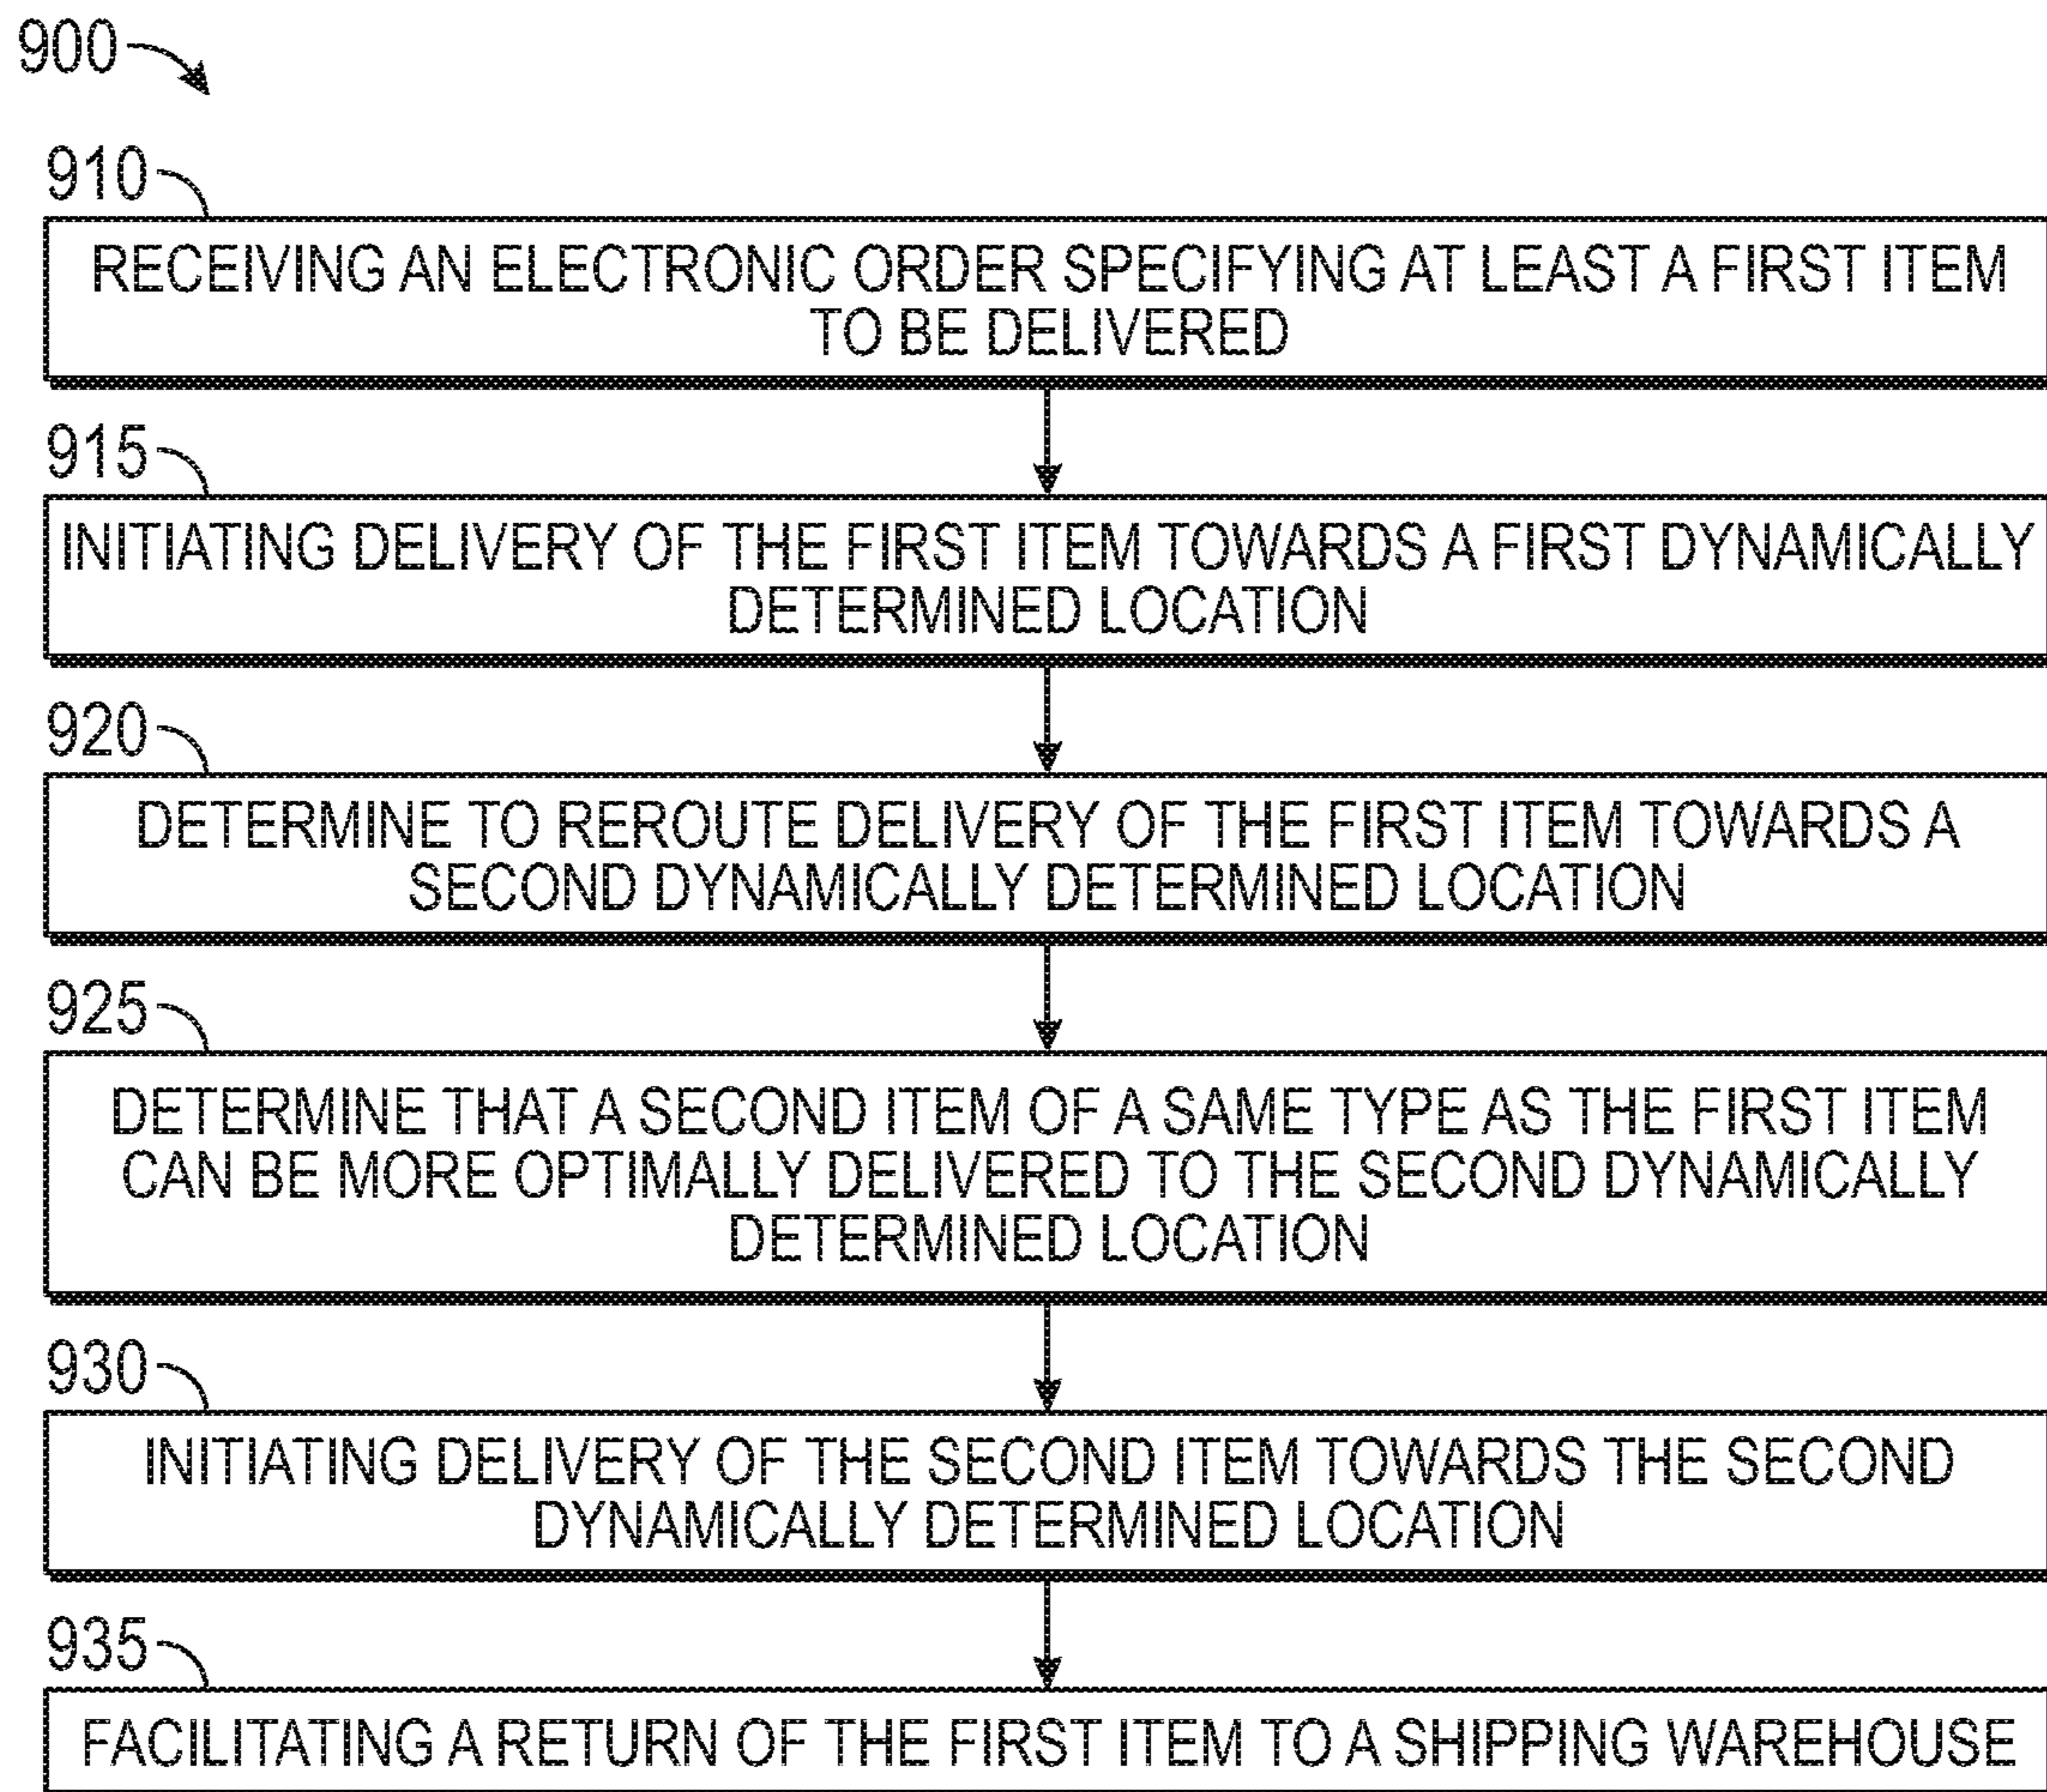 900
910
RECEIVING AN ELECTRONIC ORDER SPECIFYING AT LEAST A FIRST ITEM
TO BE DELIVERED
915
INITIATING DELIVERY OF THE FIRST ITEM TOWARDS A FIRST DYNAMICALLY
DETERMINED LOCATION
920
DETERMINE TO REROUTE DELIVERY OF THE FIRST ITEM TOWARDS A
SECOND DYNAMICALLY DETERMINED LOCATION
925
DETERMINE THAT A SECOND ITEM OF A SAME TYPE AS THE FIRST ITEM
CAN BE MORE OPTIMALLY DELIVERED TO THE SECOND DYNAMICALLY
DETERMINED LOCATION
930
INITIATING DELIVERY OF THE SECOND ITEM TOWARDS THE SECOND
DYNAMICALLY DETERMINED LOCATION
935
FACILITATING A RETURN OF THE FIRST ITEM TO A SHIPPING WAREHOUSE